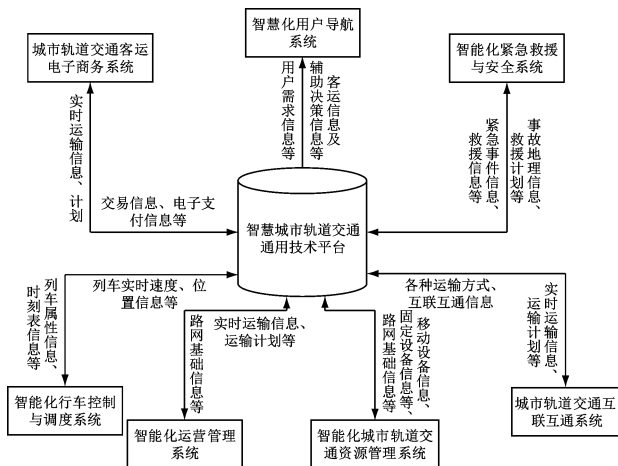 城市轨道交通客运
电子商务系统
智慧化用户导航
系统
智能化紧急救援
与安全系统
实时运输信息、计划
用户需求信息等
辅助决策信息等
客运信息及
紧急事件信息、
救援信息等
事故地理信息、
救援计划等
交易信息、电子支
付信息等
智慧城市轨道交通
通用技术平台
列车属性信息、
时刻表信息等
列车实时速度、位
置信息等
路网基础信息等
实时运输信息、
运输计划等
移动设备信息、
固定设备信息等、
路网基础信息等
各种运输方式、
互联互通信息
实时运输信息、
运输计划等
智能化行车控制
与调度系统
智能化运营管理
系统
智能化城市轨道交
通资源管理系统
城市轨道交通互
联互通系统